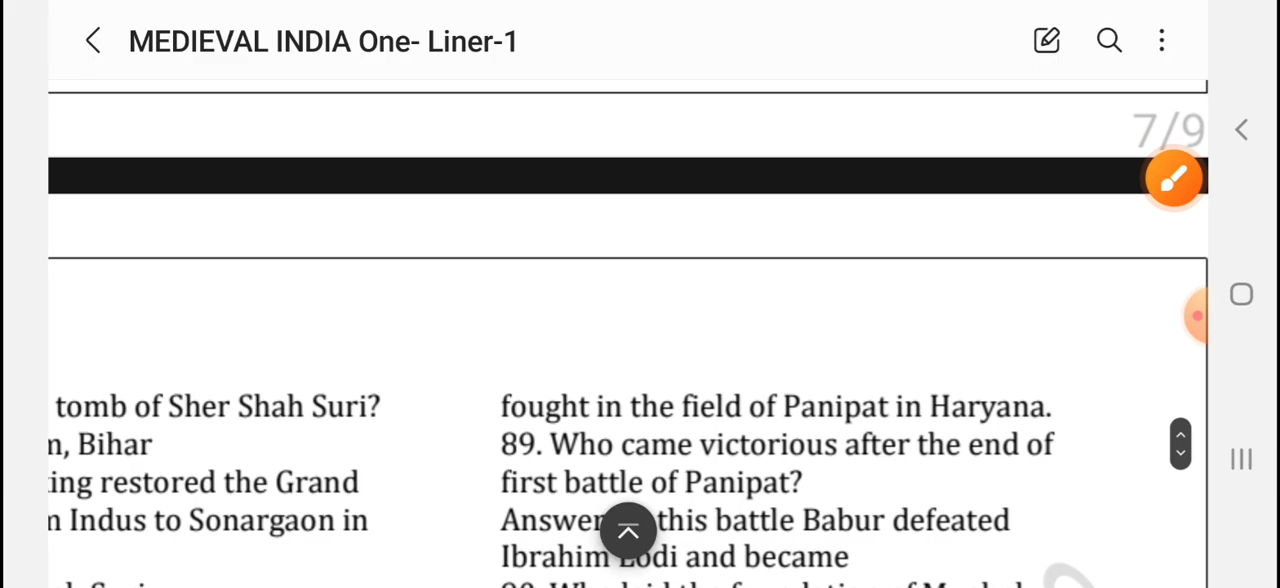 MEDIEVAL INDIA One- Liner-1
7/9
tomb of Sher Shah Suri?
Bihar
restored the Grand
Indus to Sonargaon in
fought in the field of Panipat in Haryana.
89. Who came victorious after the end of
first battle of Panipat?
Answer this battle Babur defeated
Ibrahim Lodi and became